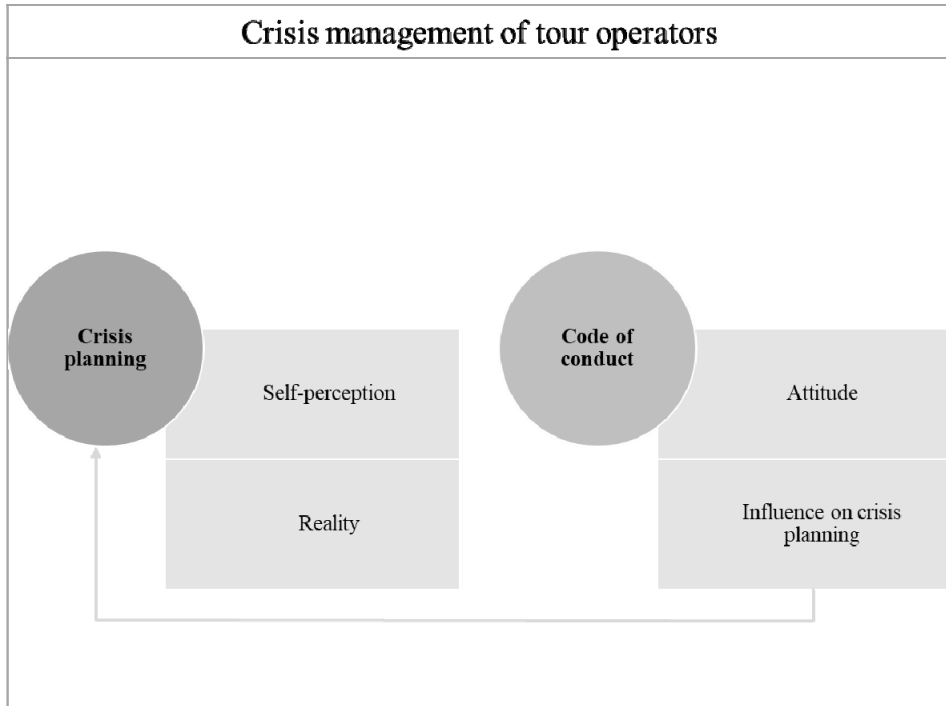 Crisis management of tour operators
Crisis
planning
Self-perception
Reality
Code of
conduct
Attitude
Influence on crisis
planning